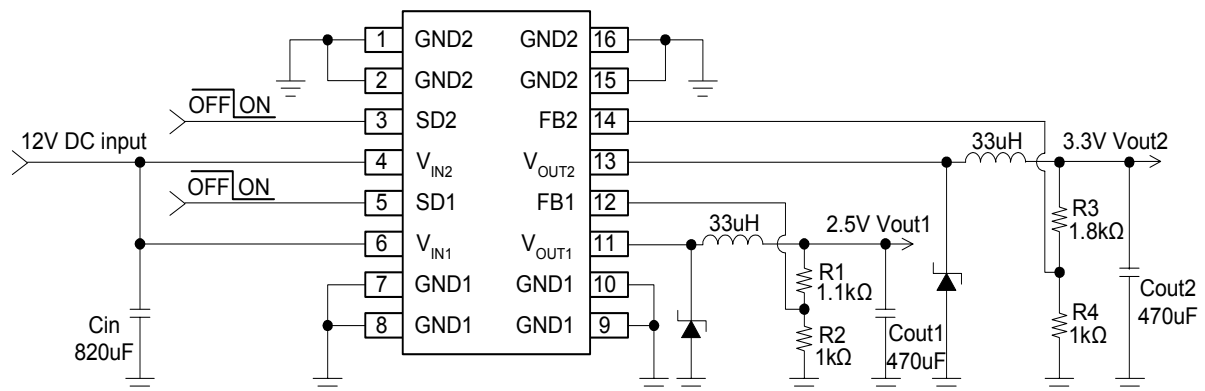 1 GND2 GND2 16
2 GND2 GND2 15
OFF ON
3 SD2 FB2 14
12V DC input
33uH 3.3V Vout2
4 VIN2 VOUT2 13
OFF ON
5 SD1 FB1 12
R3
1.8kΩ
33uH 2.5V Vout1
6 VIN1 VOUT1 11
7 GND1 GND1 10
R1
1.1kΩ
Cout2
470uF
8 GND1 GND1 9
Cin
820uF
R2
1kΩ
Cout1
470uF
R4
1kΩ